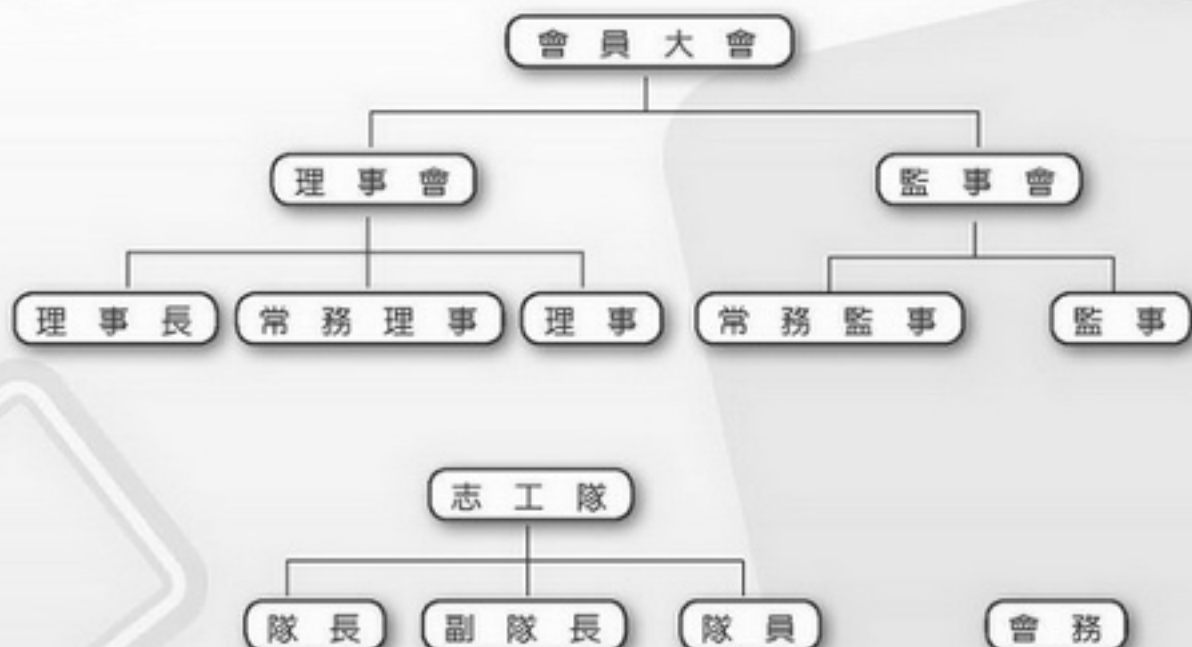 會員大會
理事會 監事會
理事長 常務理事 理事 常務監事 監事
志工隊
隊長 副隊長 隊員 會務